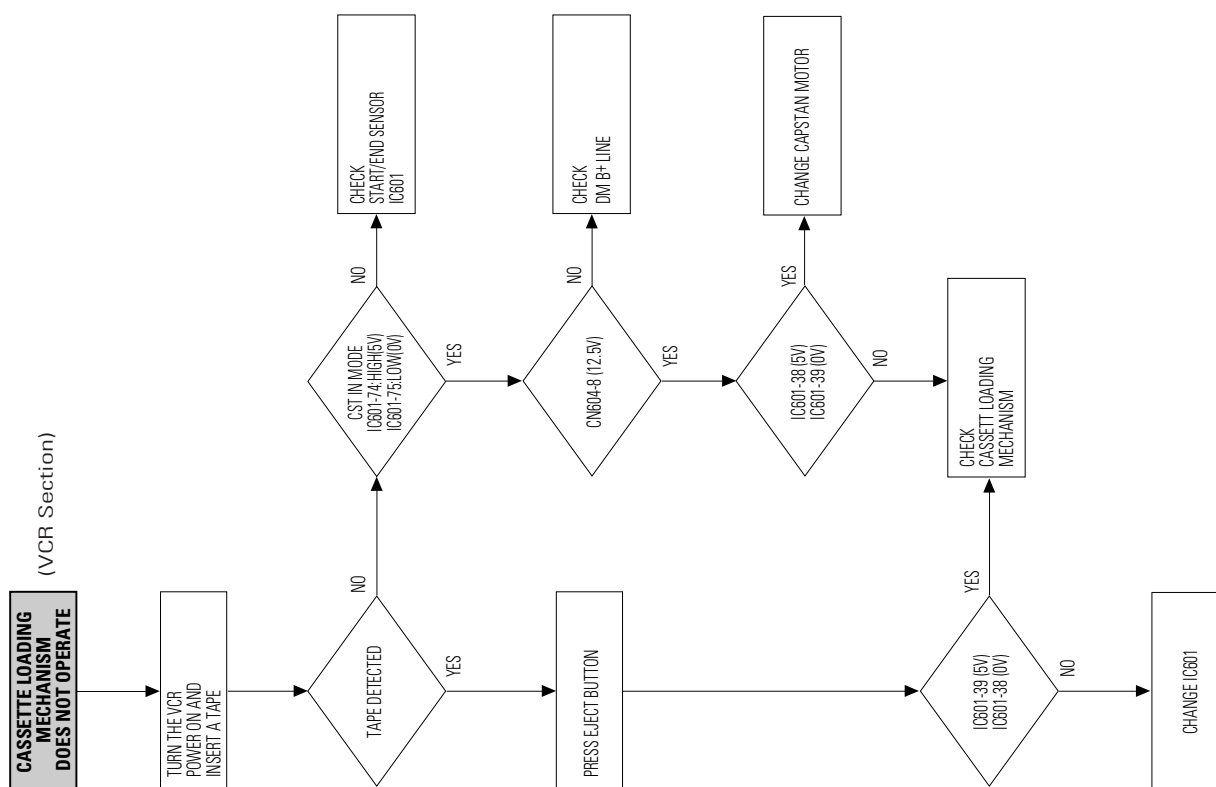 CASSETTE LOADING
MECHANISM
DOES NOT OPERATE
(VCR Section)
TURN THE VCR
POWER ON AND
INSERT A TAPE
TAPE DETECTED
NO
YES
CST IN MODE
IC601-74:HIGH(5V)
IC601-75:LOW(0V)
NO
YES
CHECK
START/END SENSOR
IC601
PRESS EJECT BUTTON
CN604-8 (12.5V)
NO
YES
CHECK
DM B+ LINE
IC601-38 (5V)
IC601-39 (0V)
YES
NO
CHANGE CAPSTAN MOTOR
IC601-39 (5V)
IC601-38 (0V)
YES
NO
CHECK
CASSETT LOADING
MECHANISM
CHANGE IC601